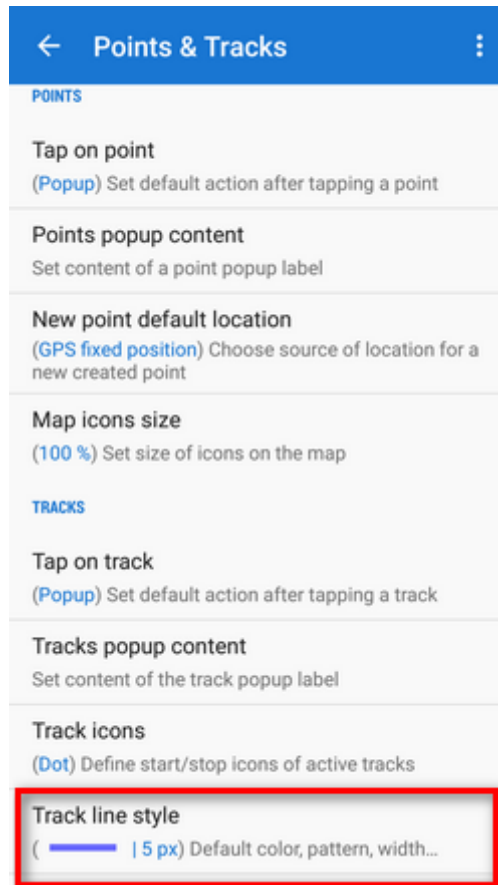 Points & Tracks
POINTS
Tap on point
(Popup) Set default action after tapping a point
Points popup content
Set content of a point popup label
New point default location
(GPS fixed position) Choose source of location for a
new created point
Map icons size
(100 %) Set size of icons on the map
TRACKS
Tap on track
(Popup) Set default action after tapping a track
Tracks popup content
Set content of the track popup label
Track icons
(Dot) Define start/stop icons of active tracks
Track line style
( | 5 px) Default color, pattern, width...